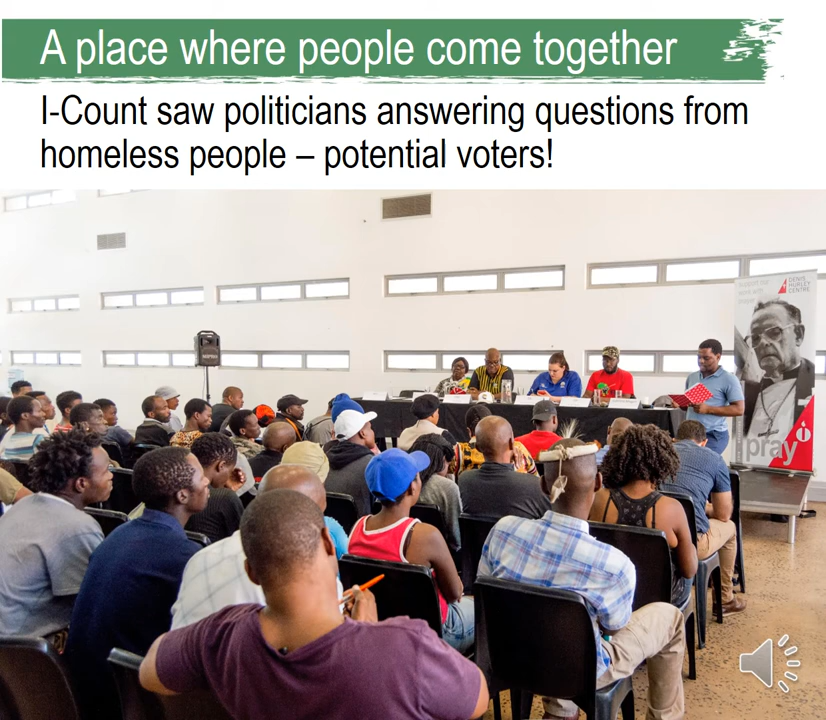 A place where people come together
I-Count saw politicians answering questions from
homeless people – potential voters!
DENIS
HURLEY
CENTRE
pray